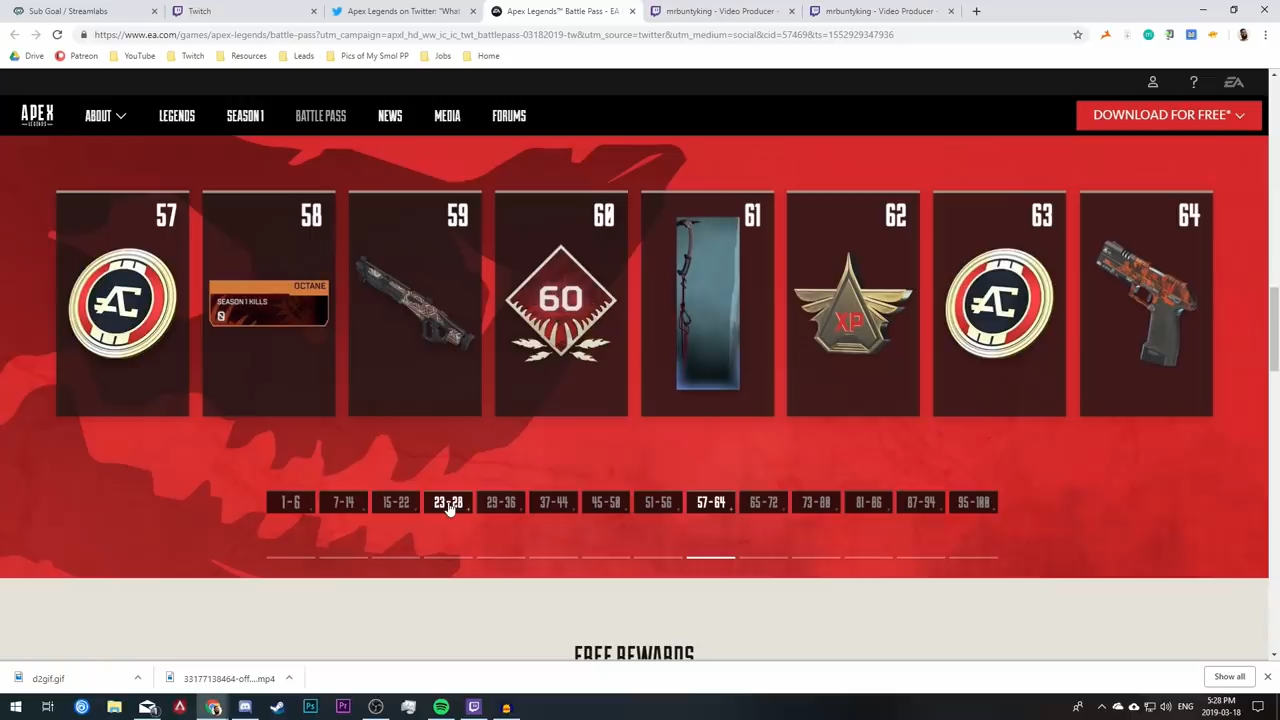 Sub Goal / Streamlabs
Twitch
Apex Legends on Twitter: "What
Apex Legends™ Battle Pass - EA
mrbuntyking - Video Producer -
mrbuntyking - Video Producer -
https://www.ea.com/games/apex-legends/battle-pass?utm_campaign=apxl_hd_ww_ic_ic_twt_battlepass-03182019-tw&utm_source=twitter&utm_medium=social&cid=57469&ts=1552929347936
Drive
Patreon
YouTube
Twitch
Resources
Leads
Pics of My Smol PP
Jobs
Home
EA
APEX
LEGENDS
ABOUT
LEGENDS
SEASON 1
BATTLE PASS
NEWS
MEDIA
FORUMS
DOWNLOAD FOR FREE*
57
58
59
60
61
62
63
64
OCTANE
SEASON 1 KILLS
0
60
XP
1-6
7-14
15-22
23-28
29-36
37-44
45-50
51-56
57-64
65-72
73-80
81-86
87-94
95-100
FREE REWARDS
d2gif.gif
33177138464-off....mp4
Show all
Ps
Pr
ENG
5:28 PM
2019-03-18